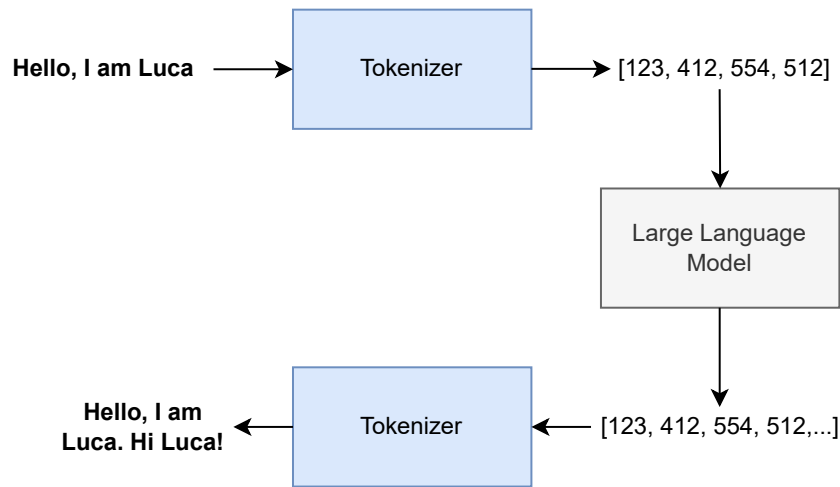 Hello, I am Luca
Tokenizer
[123, 412, 554, 512]
Large Language
Model
[123, 412, 554, 512,...]
Tokenizer
Hello, I am
Luca. Hi Luca!